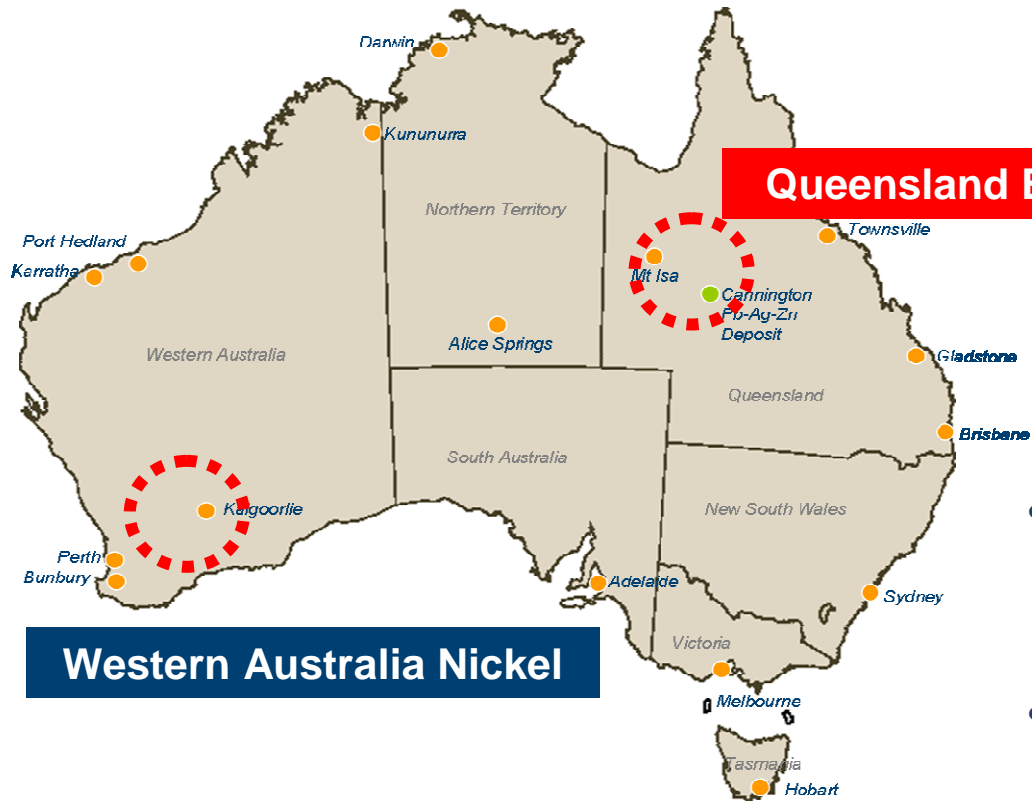 Darwin
Kununurra
Queensland
Northern Territory
Townsville
Port Hedland
Karratha
Mt Isa
Cannington
Pb-Ag-Zn
Deposit
Alice Springs
Western Australia
Gladstone
Queensland
Brisbane
South Australia
New South Wales
Kalgoorlie
Perth
Bunbury
Adelaide
Sydney
Victoria
Western Australia Nickel
Melbourne
Tasmania
Hobart